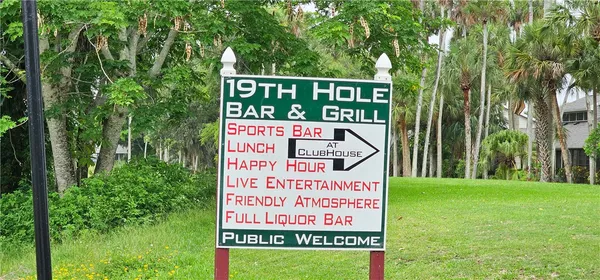 19TH HOLE
BAR & GRILL
SPORTS BAR
LUNCH
AT
CLUBHOUSE
HAPPY HOUR
LIVE ENTERTAINMENT
FRIENDLY ATMOSPHERE
FULL LIQUOR BAR
PUBLIC WELCOME